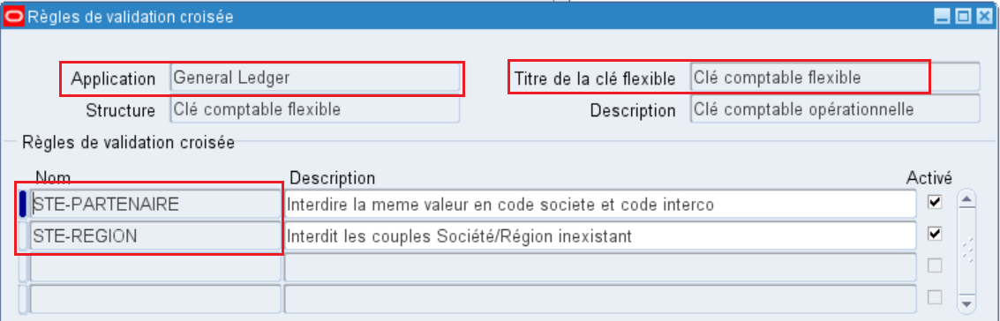 Règles de validation croisée
Application General Ledger Titre de la clé flexible Clé comptable flexible
Structure Clé comptable flexible Description Clé comptable opérationnelle
Règles de validation croisée
Nom Description Activé
STE-PARTENAIRE Interdire la meme valeur en code societe et code interco
STE-REGION Interdit les couples Société/Région inexistant